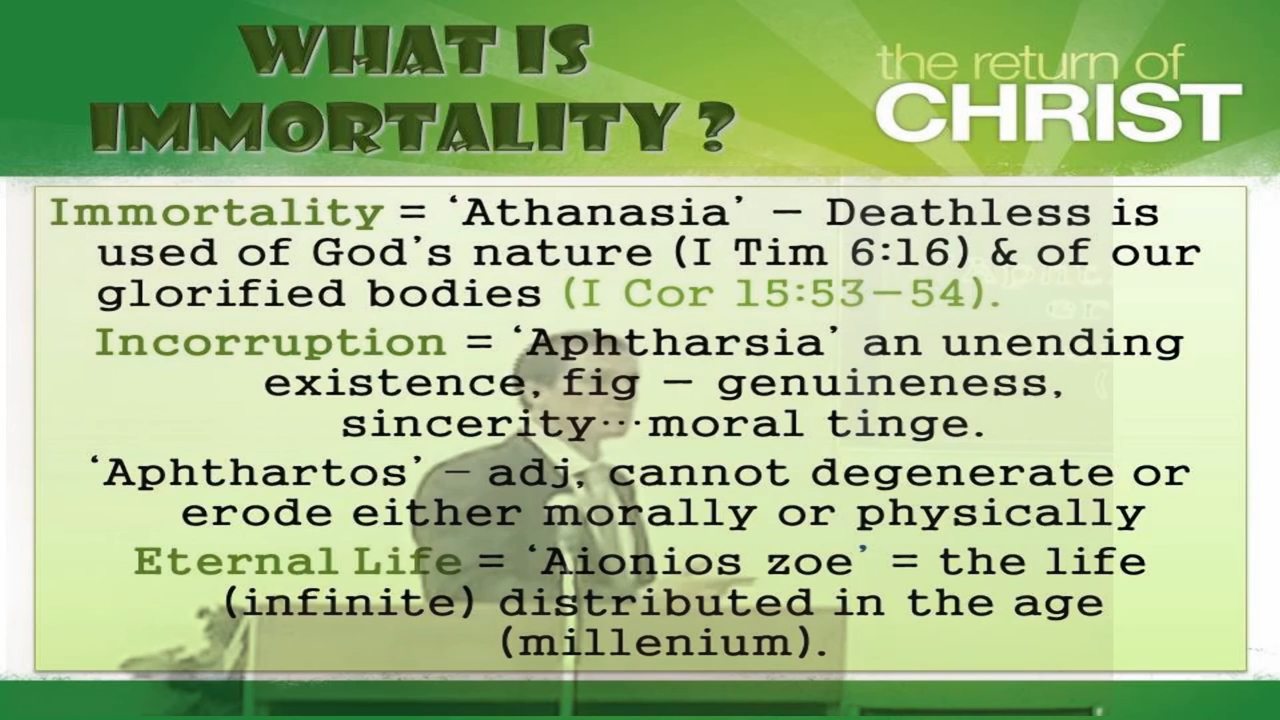 WHAT IS
IMMORTALITY ?
the return of
CHRIST
Immortality = ‘Athanasia’ – Deathless is
used of God’s nature (I Tim 6:16) & of our
glorified bodies (I Cor 15:53–54).
Incorruption = ‘Aphtharsia’ an unending
existence, fig – genuineness,
sincerity…moral tinge.
‘Aphthartos’ – adj, cannot degenerate or
erode either morally or physically
Eternal Life = ‘Aionios zoe’ = the life
(infinite) distributed in the age
(millenium).